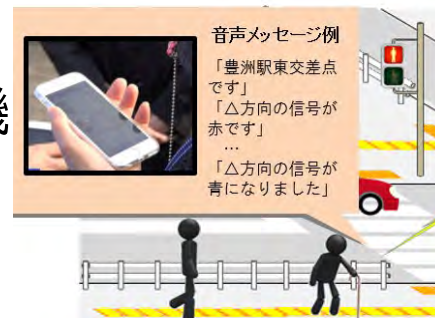 音声メッセージ例
「豊洲駅東交差点
です」
「△方向の信号が
赤です」
…
「△方向の信号が
青になりました」
機